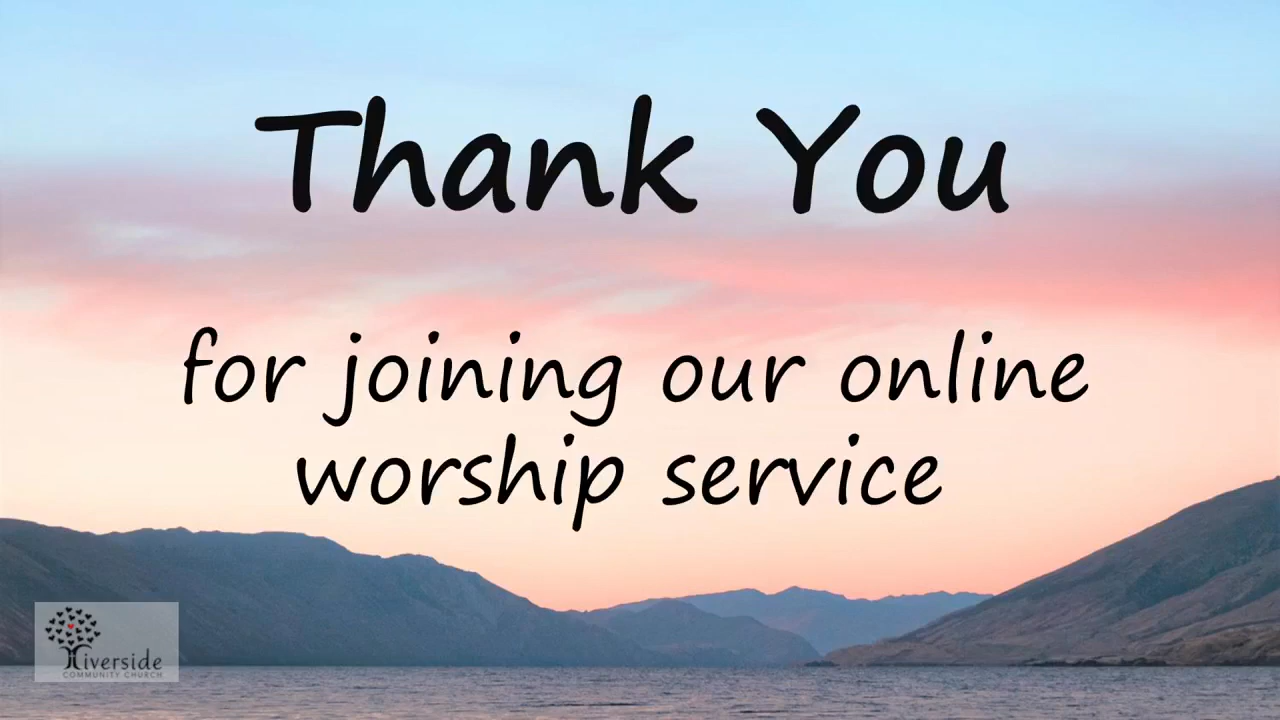 Thank You
for joining our online
worship service
Riverside
COMMUNITY CHURCH